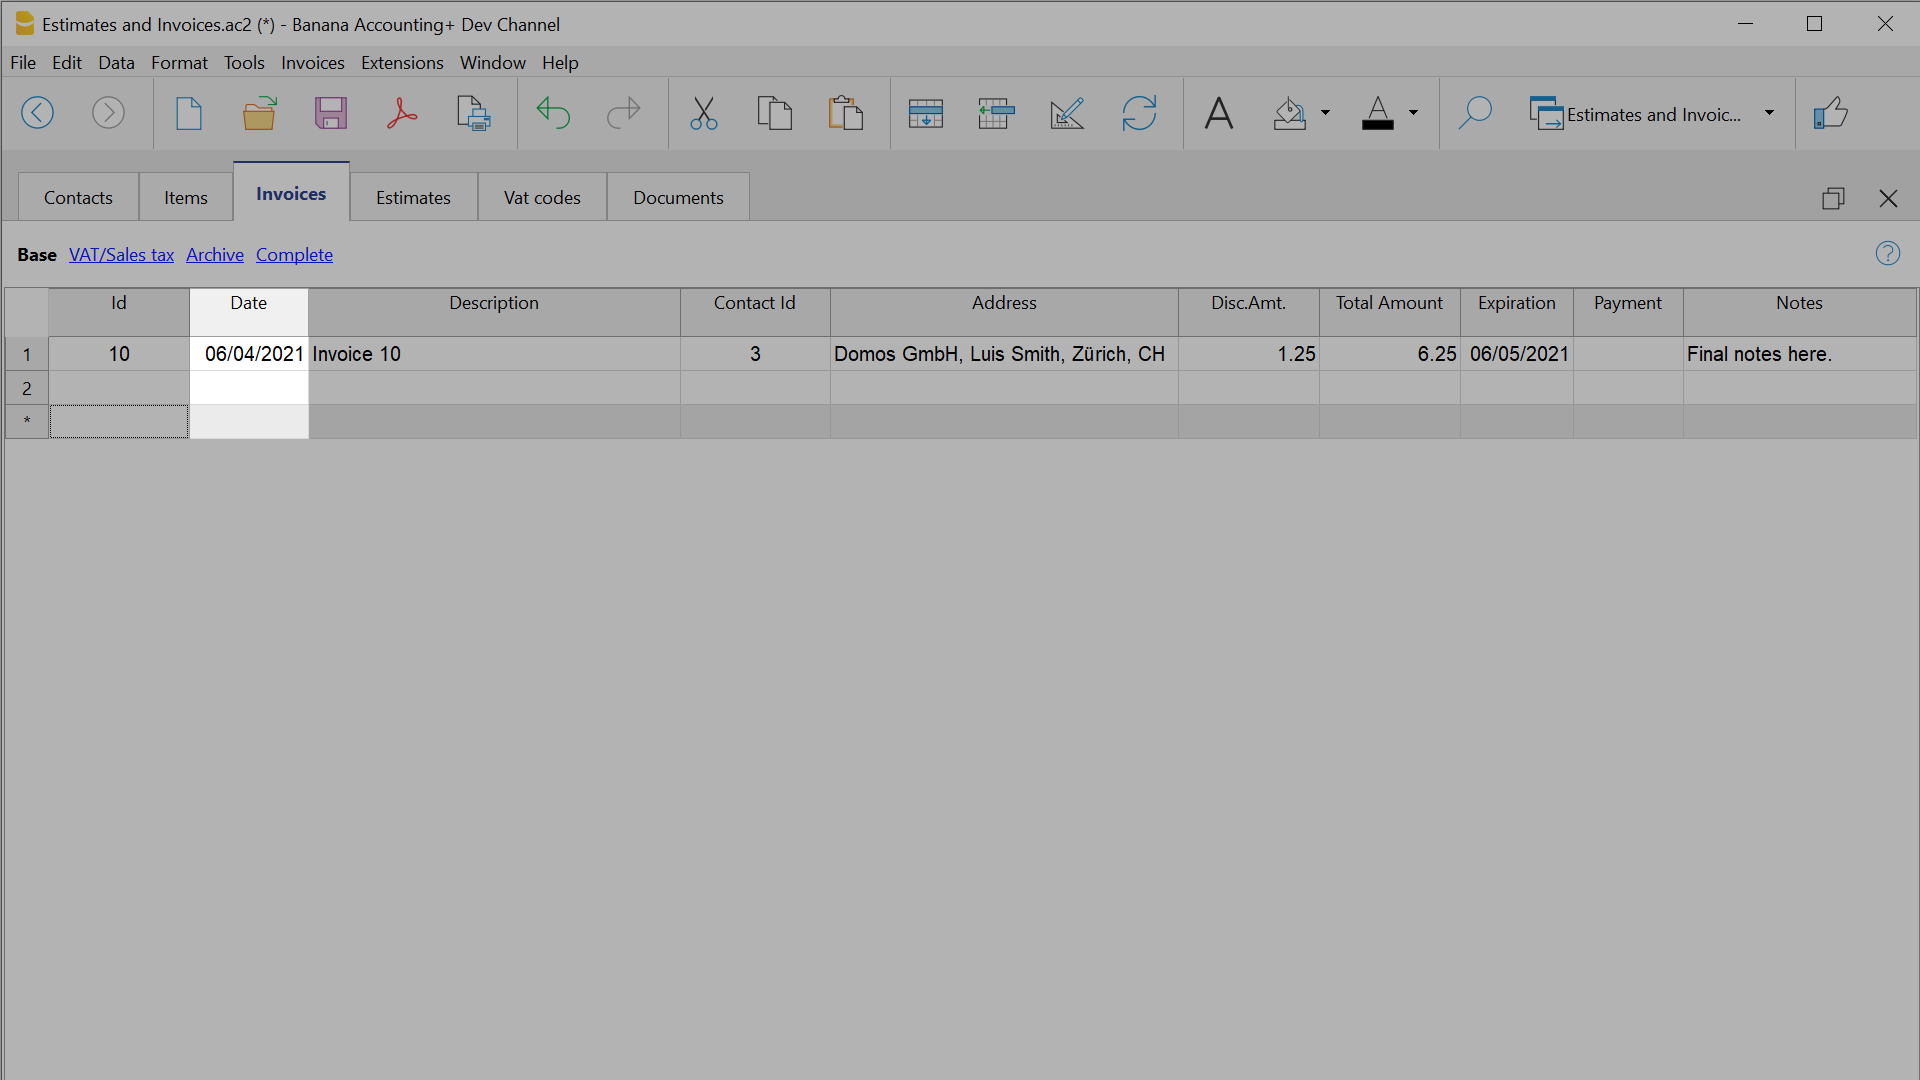 Estimates and Invoices.ac2 (*) - Banana Accounting+ Dev Channel
File Edit Data Format Tools Invoices Extensions Window Help
Estimates and Invoic...
Contacts Items Invoices Estimates Vat codes Documents
Base VAT/Sales tax Archive Complete
Id Date Description Contact Id Address Disc.Amt. Total Amount Expiration Payment Notes
1 10 06/04/2021 Invoice 10 3 Domos GmbH, Luis Smith, Zürich, CH 1.25 6.25 06/05/2021 Final notes here.
2
*